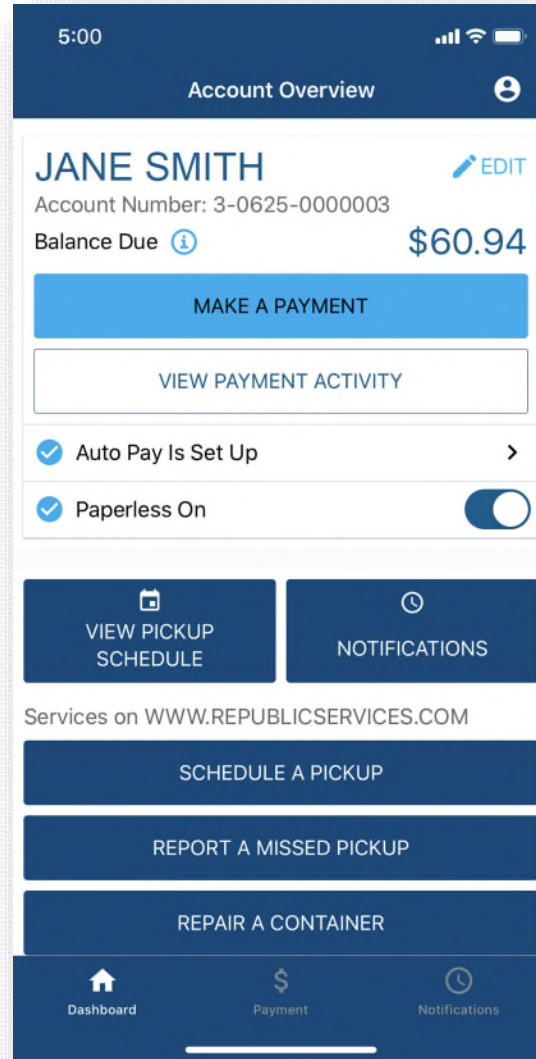 5:00
Account Overview
JANE SMITH
EDIT
Account Number: 3-0625-0000003
Balance Due
$60.94
MAKE A PAYMENT
VIEW PAYMENT ACTIVITY
Auto Pay Is Set Up
Paperless On
VIEW PICKUP
SCHEDULE
NOTIFICATIONS
Services on WWW.REPUBLICSERVICES.COM
SCHEDULE A PICKUP
REPORT A MISSED PICKUP
REPAIR A CONTAINER
Dashboard
Payment
Notifications